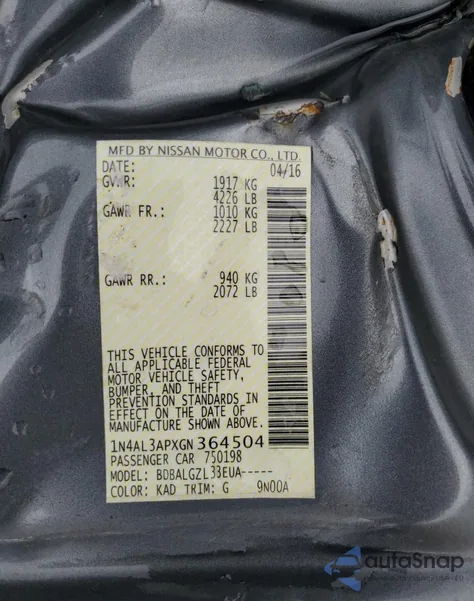 MFD BY NISSAN MOTOR CO., LTD.
DATE: 04/16
GVWR: 1917 KG
4226 LB
GAWR FR.: 1010 KG
2227 LB
GAWR RR.: 940 KG
2072 LB
THIS VEHICLE CONFORMS TO
ALL APPLICABLE FEDERAL
MOTOR VEHICLE SAFETY,
BUMPER, AND THEFT
PREVENTION STANDARDS IN
EFFECT ON THE DATE OF
MANUFACTURE SHOWN ABOVE.
1N4AL3APXGN364504
PASSENGER CAR 750198
MODEL: BDBALGZL33EUA-----
COLOR: KAD TRIM: G 9N00A
autoSnap